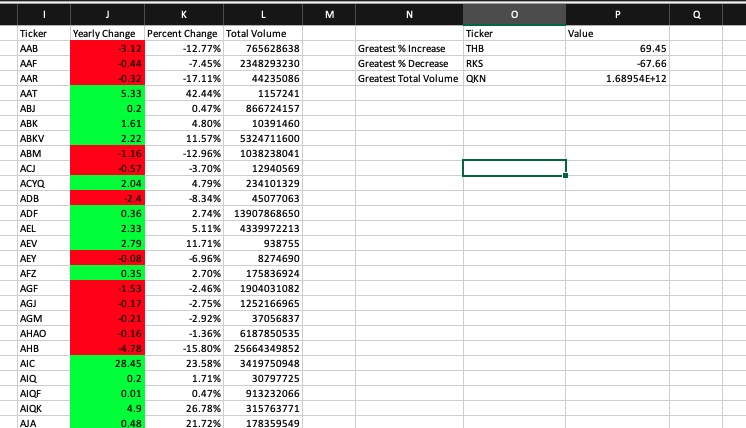 I J K L M N O P Q
Ticker Yearly Change Percent Change Total Volume Ticker Value
AAB -3.12 -12.77% 765628638 Greatest % Increase THB 69.45
AAF -0.44 -7.45% 2348293230 Greatest % Decrease RKS -67.66
AAR -0.32 -17.11% 44235086 Greatest Total Volume QKN 1.68954E+12
AAT 5.33 42.44% 1157241
ABJ 0.2 0.47% 866724157
ABK 1.61 4.80% 10391460
ABKV 2.22 11.57% 5324711600
ABM -1.16 -12.96% 1038238041
ACJ -0.57 -3.70% 12940569
ACYQ 2.04 4.79% 234101329
ADB -2.4 -8.34% 45077063
ADF 0.36 2.74% 13907868650
AEL 2.33 5.11% 4339972213
AEV 2.79 11.71% 938755
AEY -0.08 -6.96% 8274690
AFZ 0.35 2.70% 175836924
AGF -1.53 -2.46% 1904031082
AGJ -0.17 -2.75% 1252166965
AGM -0.21 -2.92% 37056837
AHAO -0.16 -1.36% 6187850535
AHB -4.78 -15.80% 25664349852
AIC 28.45 23.58% 3419750948
AIQ 0.2 1.71% 30797725
AIQF 0.01 0.47% 913232066
AIQK 4.9 26.78% 315763771
AJA 0.48 21.72% 178359549